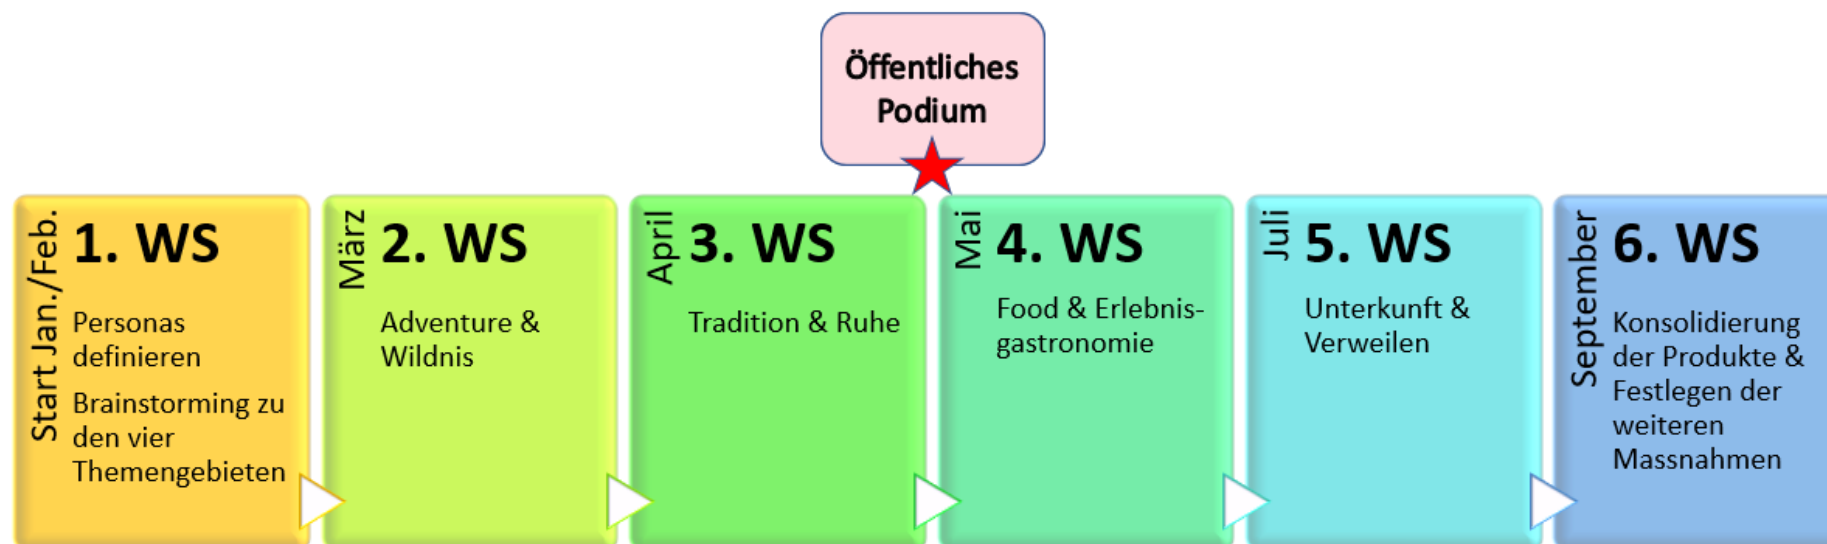 Öffentliches
Podium
Start Jan./Feb.
1. WS
Personas
definieren
Brainstorming zu
den vier
Themengebieten
März
2. WS
Adventure &
Wildnis
April
3. WS
Tradition & Ruhe
Mai
4. WS
Food & Erlebnis-
gastronomie
Juli
5. WS
Unterkunft &
Verweilen
September
6. WS
Konsolidierung
der Produkte &
Festlegen der
weiteren
Massnahmen